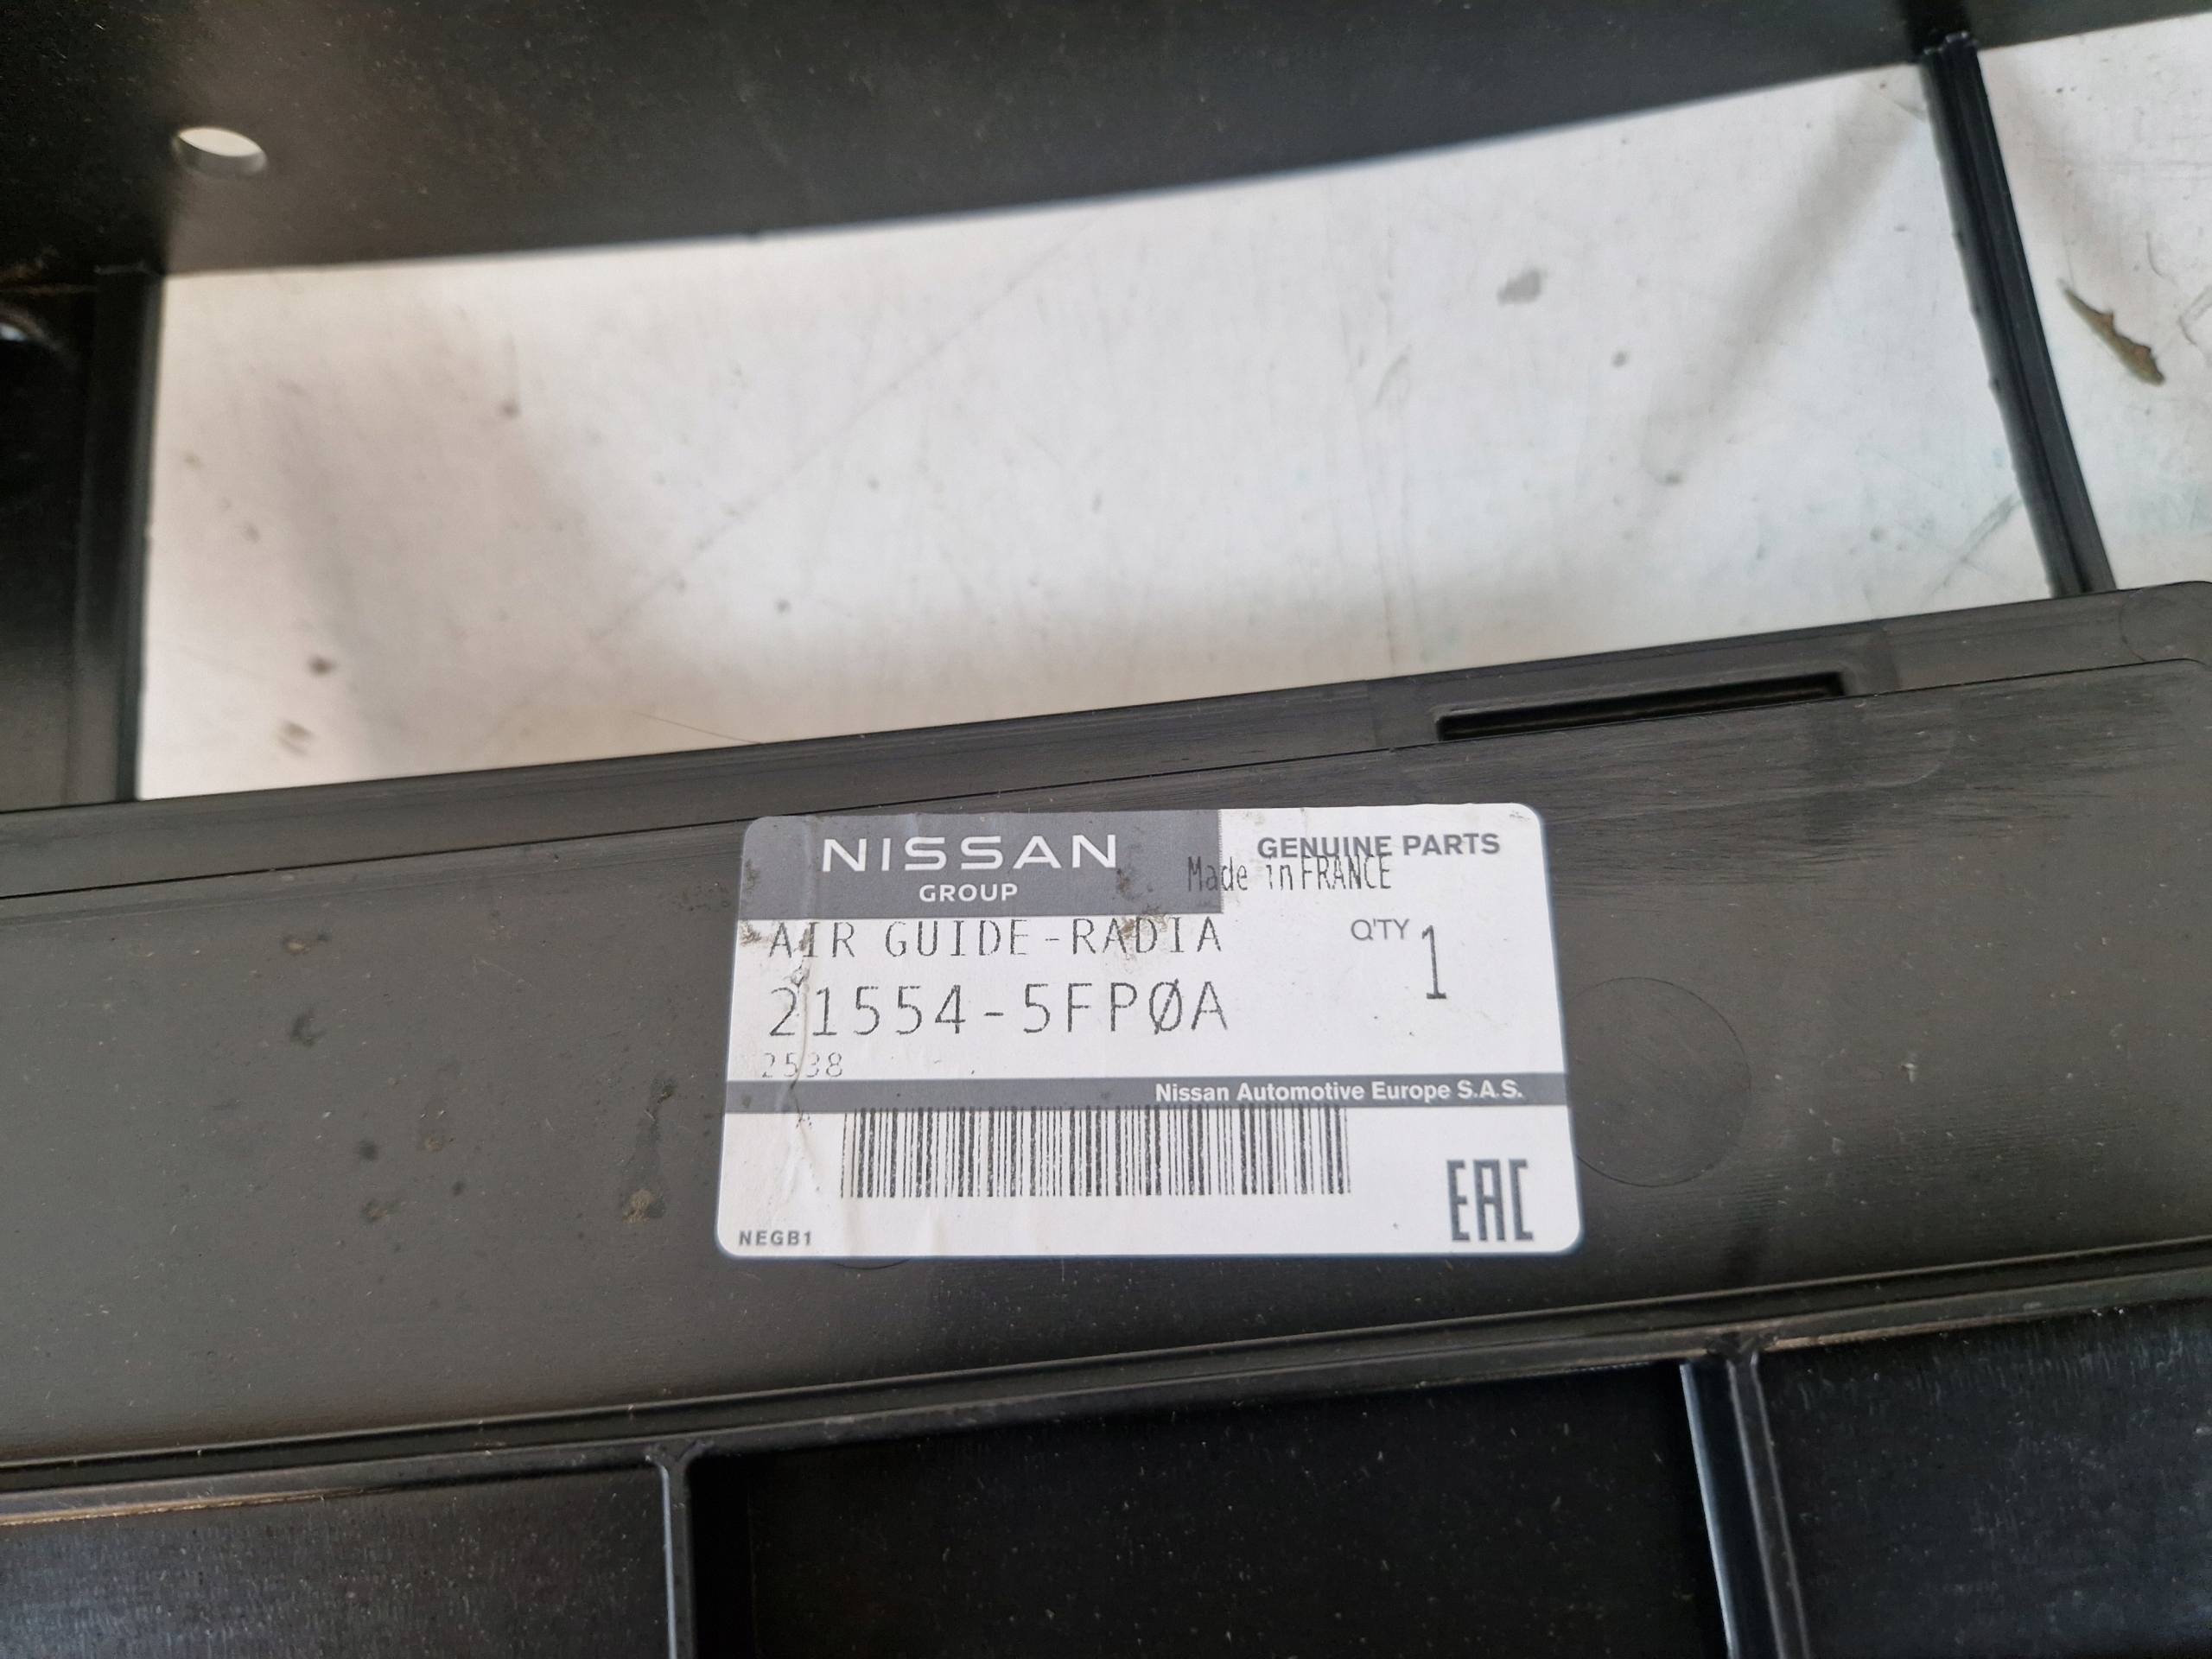 NISSAN
GROUP
GENUINE PARTS
Made in FRANCE
AIR GUIDE-RADIA
Q'TY 1
21554-5FPØA
2538
Nissan Automotive Europe S.A.S.
A
EAC
NEGB1